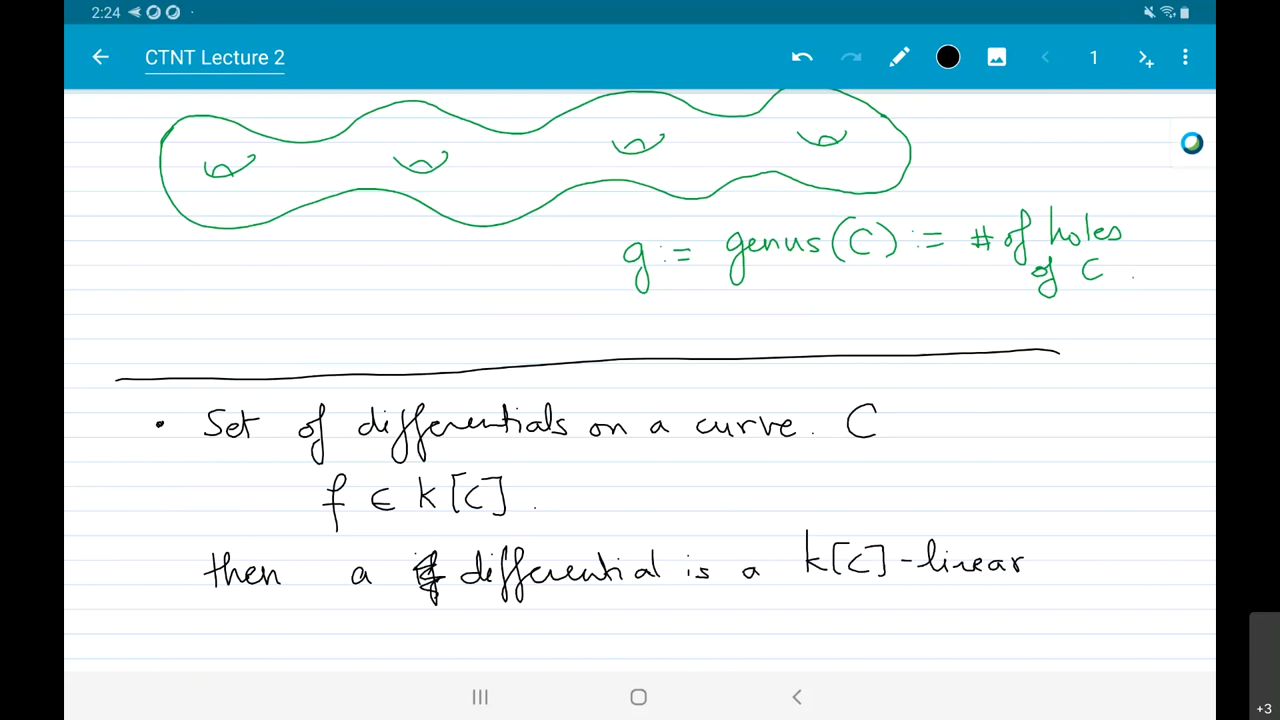 2:24
CTNT Lecture 2
1
g := genus(C) := # of holes
of C .
• Set of differentials on a curve. C
f ∈ k[C] .
then a differential is a k[C]-linear
+3